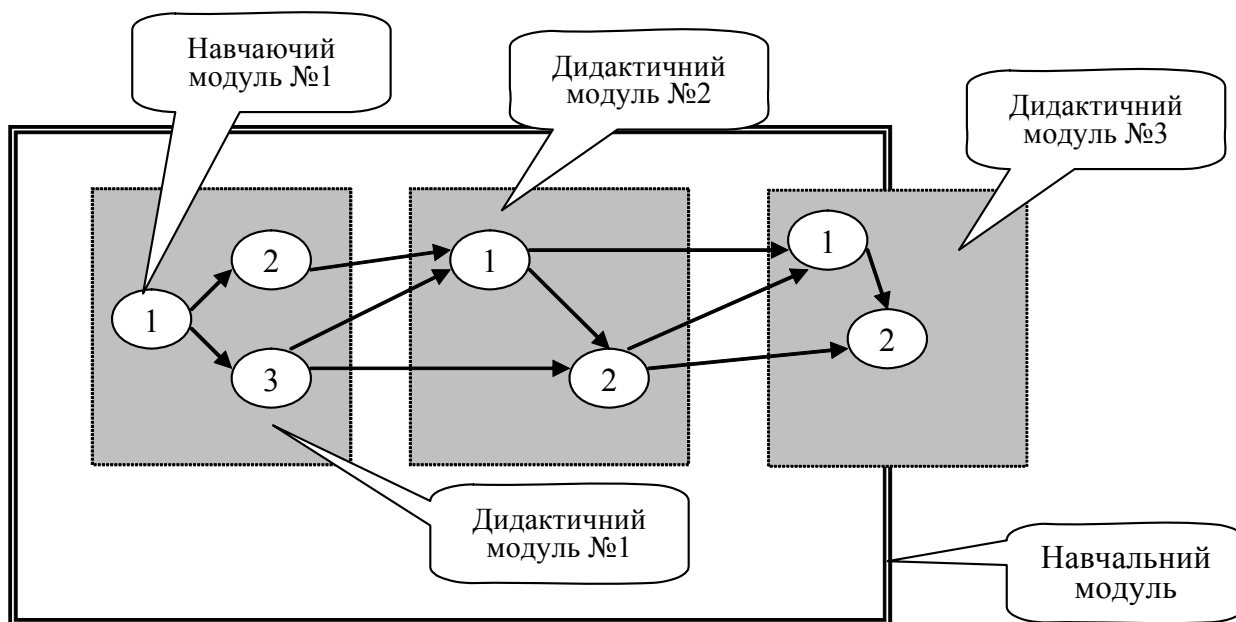 Навчаючий
модуль №1
Дидактичний
модуль №2
Дидактичний
модуль №3
2
1
3
1
2
1
2
Дидактичний
модуль №1
Навчальний
модуль